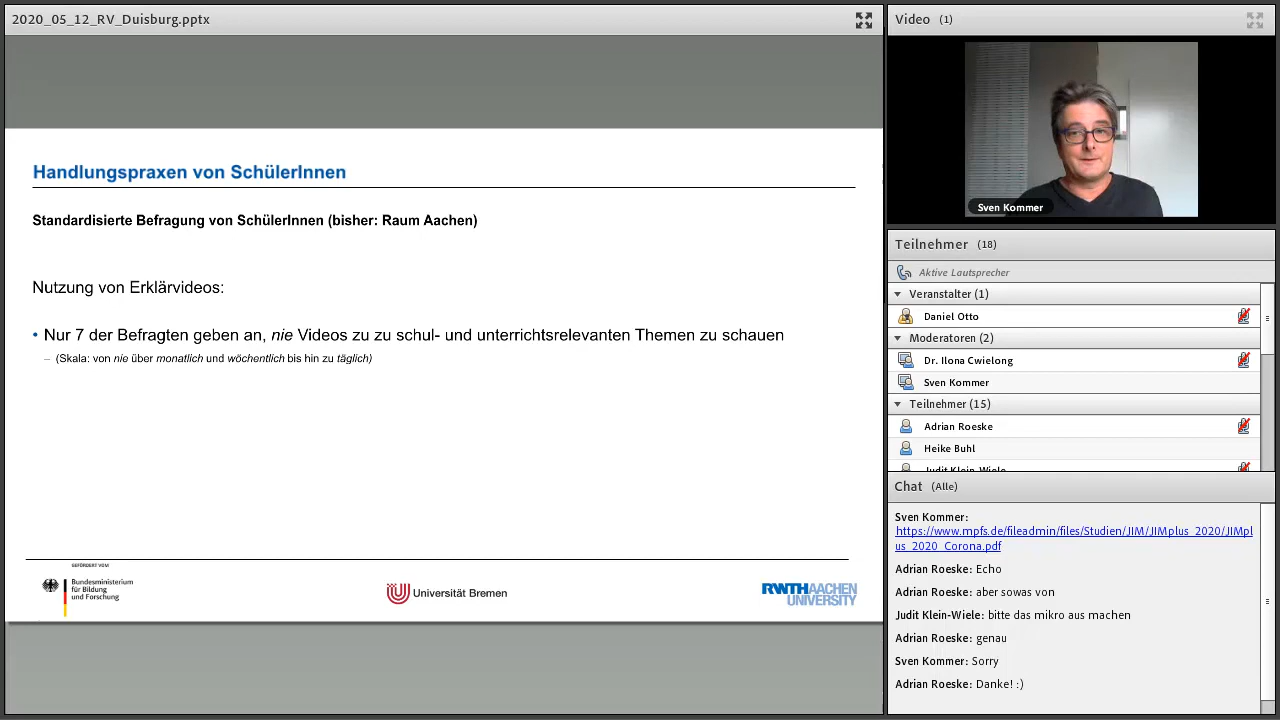 2020_05_12_RV_Duisburg.pptx
Handlungspraxen von SchülerInnen
Standardisierte Befragung von SchülerInnen (bisher: Raum Aachen)
Nutzung von Erklärvideos:
• Nur 7 der Befragten geben an, nie Videos zu zu schul- und unterrichtsrelevanten Themen zu schauen
– (Skala: von nie über monatlich und wöchentlich bis hin zu täglich)
GEFÖRDERT VOM
Bundesministerium
für Bildung
und Forschung
Universität Bremen
RWTHAACHEN
UNIVERSITY
Video (1)
Sven Kommer
Teilnehmer (18)
Aktive Lautsprecher
Veranstalter (1)
Daniel Otto
Moderatoren (2)
Dr. Ilona Cwielong
Sven Kommer
Teilnehmer (15)
Adrian Roeske
Heike Buhl
Judit Klein-Wiele
Chat (Alle)
Sven Kommer:
https://www.mpfs.de/fileadmin/files/Studien/JIM/JIMplus_2020/JIMpl
us_2020_Corona.pdf
Adrian Roeske: Echo
Adrian Roeske: aber sowas von
Judit Klein-Wiele: bitte das mikro aus machen
Adrian Roeske: genau
Sven Kommer: Sorry
Adrian Roeske: Danke! :)